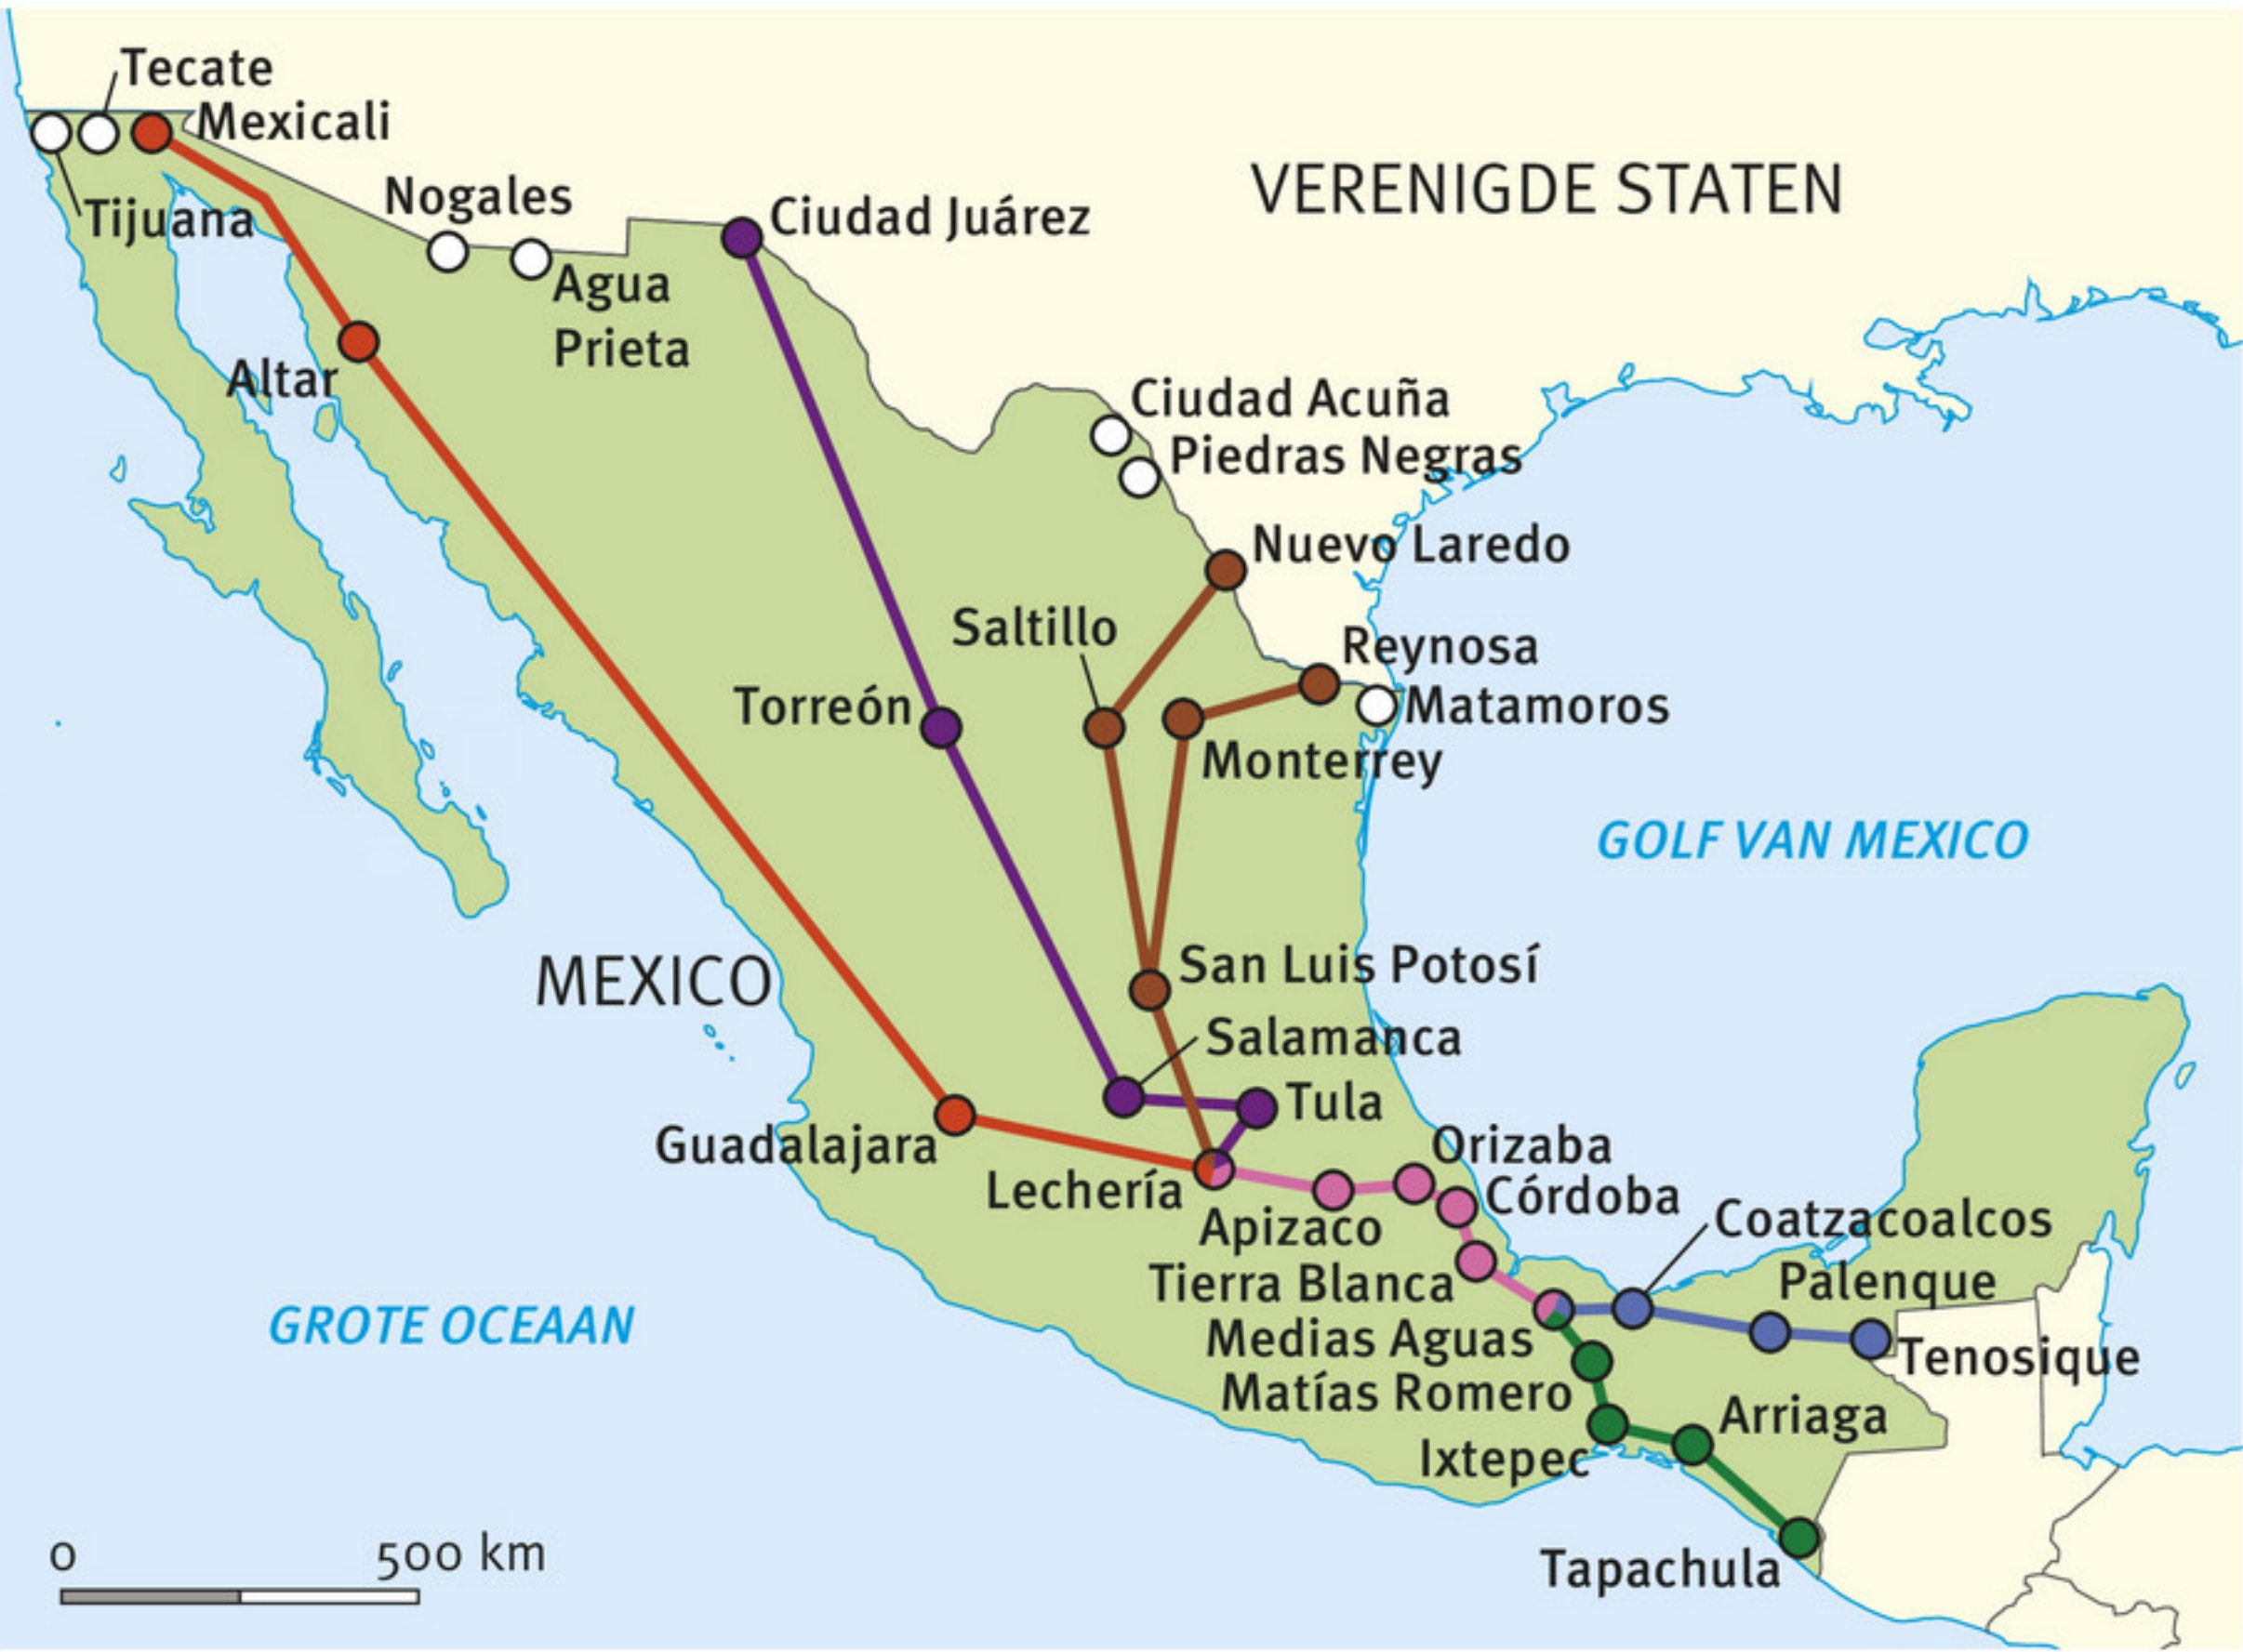 Tecate
Mexicali
Tijuana
Nogales
Agua
Prieta
Ciudad Juárez
VERENIGDE STATEN
Altar
Ciudad Acuña
Piedras Negras
Nuevo Laredo
Saltillo
Reynosa
Torreón
Matamoros
Monterrey
GOLF VAN MEXICO
MEXICO
San Luis Potosí
Salamanca
Tula
Guadalajara
Orizaba
Lechería
Córdoba
Apizaco
Coatzacoalcos
Tierra Blanca
Palenque
GROTE OCEAAN
Medias Aguas
Tenosique
Matías Romero
Arriaga
Ixtepec
0 500 km
Tapachula